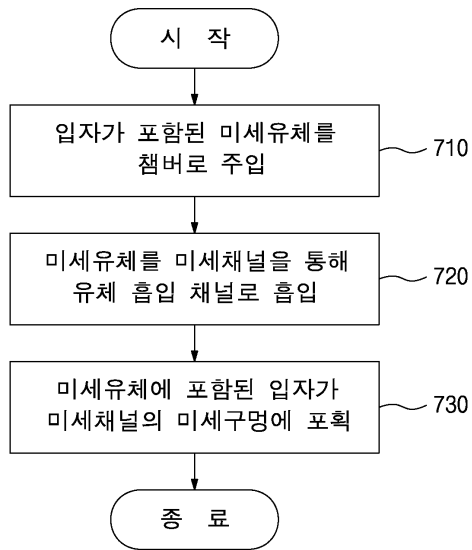 시 작
입자가 포함된 미세유체를
챔버로 주입
710
미세유체를 미세채널을 통해
유체 흡입 채널로 흡입
720
미세유체에 포함된 입자가
미세채널의 미세구멍에 포획
730
종 료